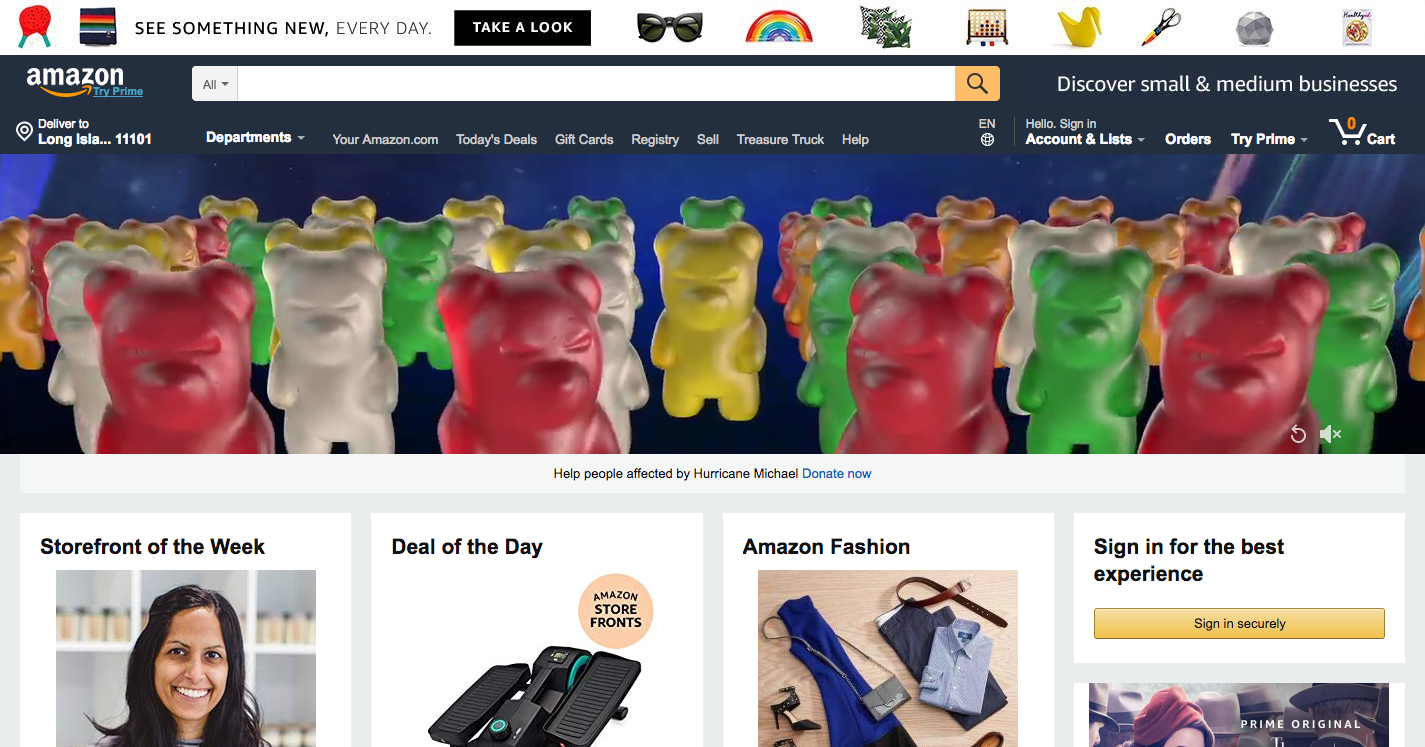 SEE SOMETHING NEW, EVERY DAY.
TAKE A LOOK
Healthyish
amazon
Try Prime
All
Discover small & medium businesses
Deliver to
Long Isla... 11101
Departments
Your Amazon.com
Today's Deals
Gift Cards
Registry
Sell
Treasure Truck
Help
EN
Hello. Sign in
Account & Lists
Orders
Try Prime
0
Cart
Help people affected by Hurricane Michael Donate now
Storefront of the Week
Deal of the Day
AMAZON
STORE
FRONTS
Amazon Fashion
Sign in for the best
experience
Sign in securely
PRIME ORIGINAL